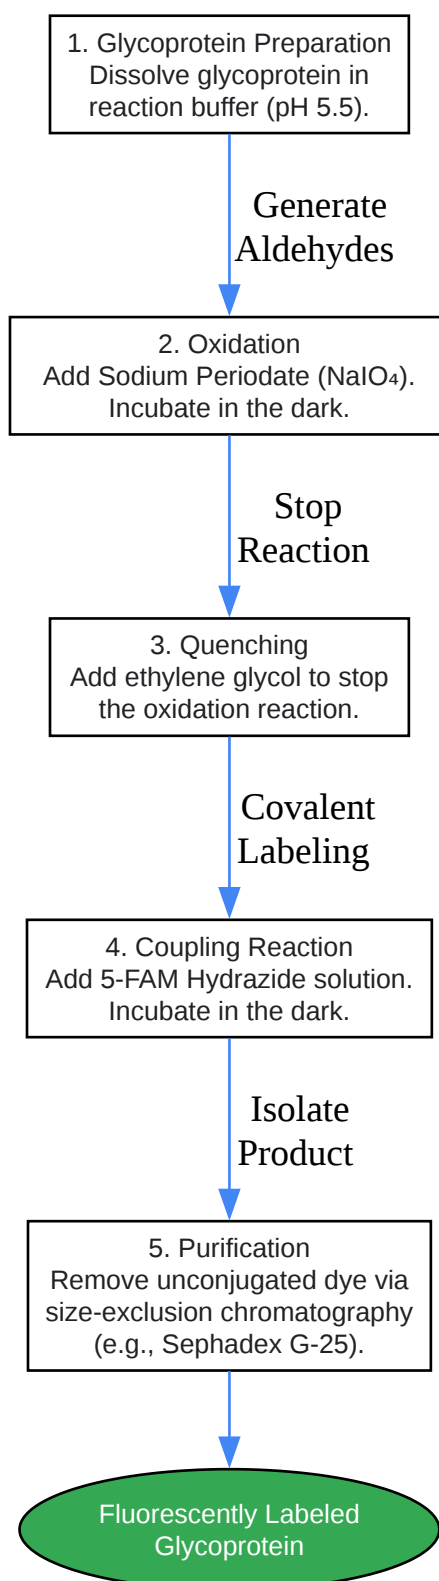 1. Glycoprotein Preparation
Dissolve glycoprotein in
reaction buffer (pH 5.5).
Generate
Aldehydes
2. Oxidation
Add Sodium Periodate (NaIO₄).
Incubate in the dark.
Stop
Reaction
3. Quenching
Add ethylene glycol to stop
the oxidation reaction.
Covalent
Labeling
4. Coupling Reaction
Add 5-FAM Hydrazide solution.
Incubate in the dark.
Isolate
Product
5. Purification
Remove unconjugated dye via
size-exclusion chromatography
(e.g., Sephadex G-25).
Fluorescently Labeled
Glycoprotein